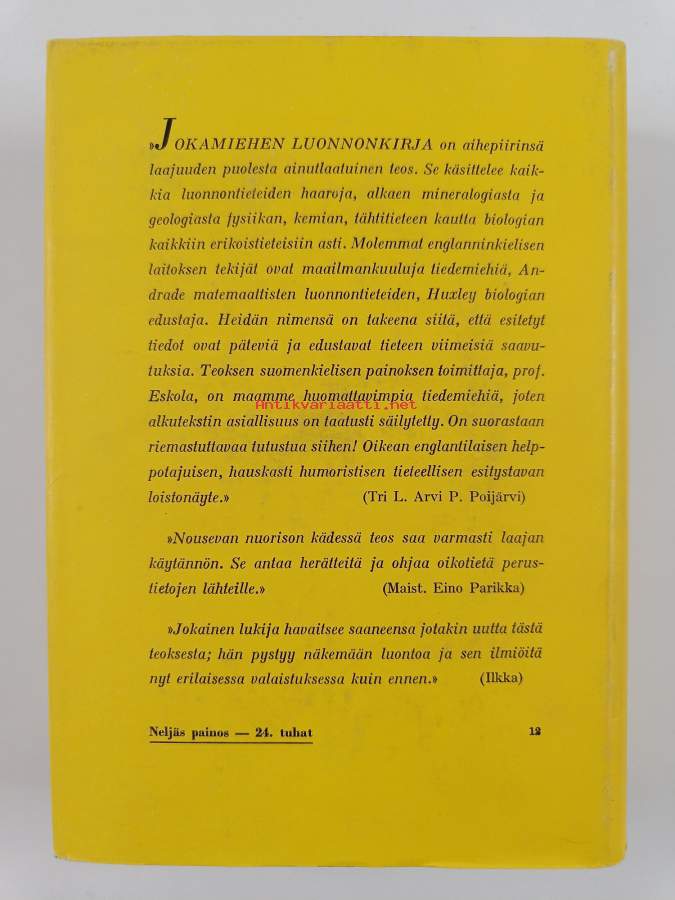 »JOKAMIEHEN LUONNONKIRJA on aihepiirinsä
laajuuden puolesta ainutlaatuinen teos. Se käsittelee kaik-
kia luonnontieteiden haaroja, alkaen mineralogiasta ja
geologiasta fysiikan, kemian, tähtitieteen kautta biologian
kaikkiin erikoistieteisiin asti. Molemmat englanninkielisen
laitoksen tekijät ovat maailmankuuluja tiedemiehiä, An-
drade matemaattisten luonnontieteiden, Huxley biologian
edustaja. Heidän nimensä on takeena siitä, että esitetyt
tiedot ovat päteviä ja edustavat tieteen viimeisiä saavu-
tuksia. Teoksen suomenkielisen painoksen toimittaja, prof.
Eskola, on maamme huomattavimpia tiedemiehiä, joten
Antikvariaatti.net
alkutekstin asiallisuus on taatusti säilytetty. On suorastaan
riemastuttavaa tutustua siihen! Oikean englantilaisen help-
potajuisen, hauskasti humoristisen tieteellisen esitystavan
loistonäyte.» (Tri L. Arvi P. Poijärvi)
»Nousevan nuorison kädessä teos saa varmasti laajan
käytännön. Se antaa herätteitä ja ohjaa oikotietä perus-
tietojen lähteille.» (Maist. Eino Parikka)
»Jokainen lukija havaitsee saaneensa jotakin uutta tästä
teoksesta; hän pystyy näkemään luontoa ja sen ilmiöitä
nyt erilaisessa valaistuksessa kuin ennen.» (Ilkka)
Neljäs painos — 24. tuhat 12